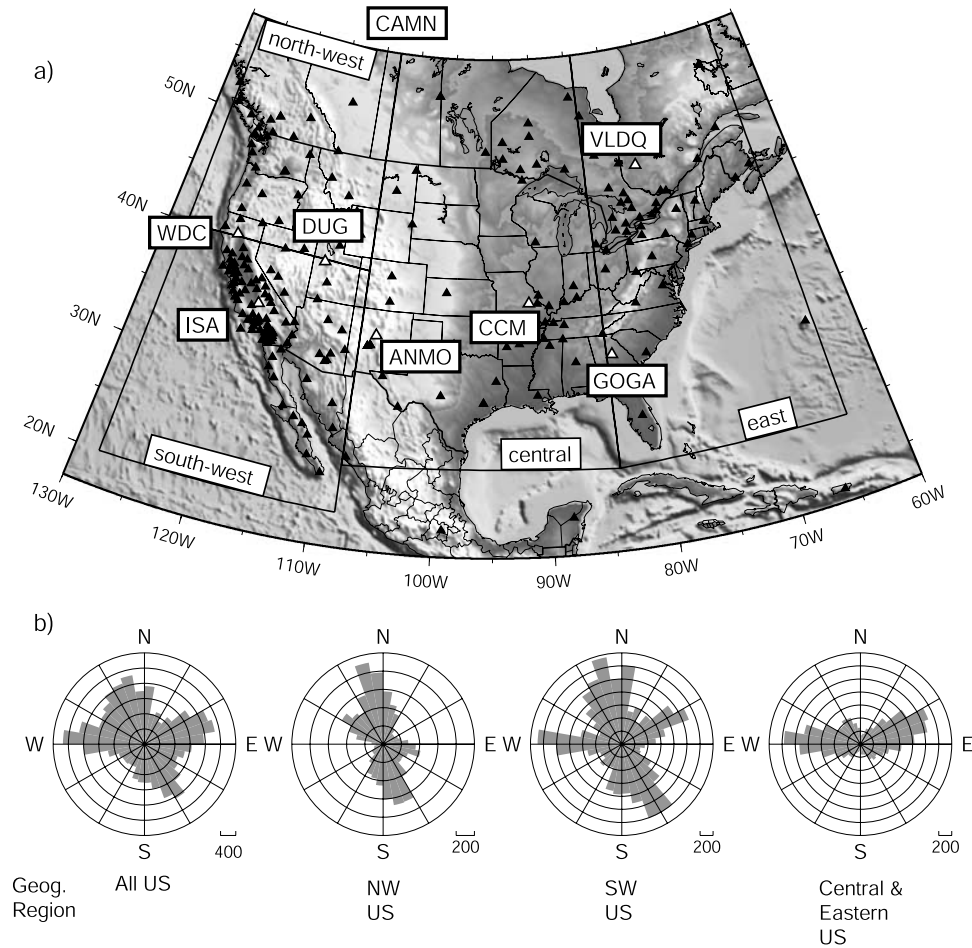 CAMN
north-west
a)
50N
VLDQ
40N
WDC
DUG
30N
ISA
CCM
ANMO
GOGA
20N
east
central
south-west
130W
60W
120W
70W
110W
80W
100W
90W
b)
N N N N
W E W E W E W E
S S S S
400 200 200 200
Geog.
Region
All US
NW
US
SW
US
Central &
Eastern
US